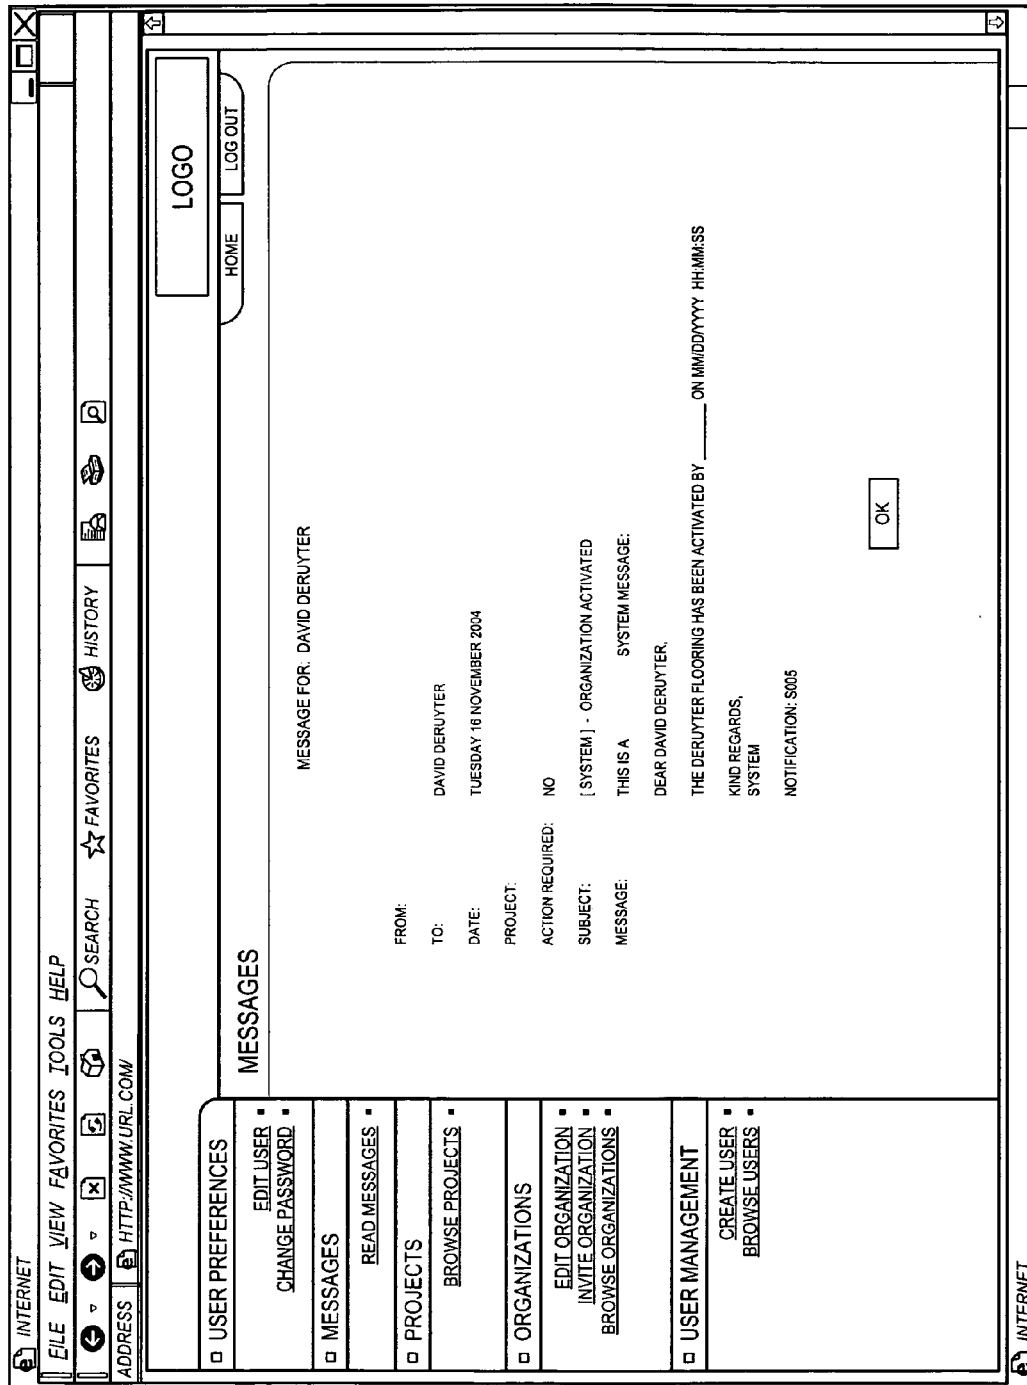 INTERNET
FILE EDIT VIEW FAVORITES TOOLS HELP
SEARCH FAVORITES HISTORY
ADDRESS HTTP://WWW.URL.COM/
LOGO
HOME LOG OUT
USER PREFERENCES
EDIT USER
CHANGE PASSWORD
MESSAGES
READ MESSAGES
PROJECTS
BROWSE PROJECTS
ORGANIZATIONS
EDIT ORGANIZATION
INVITE ORGANIZATION
BROWSE ORGANIZATIONS
USER MANAGEMENT
CREATE USER
BROWSE USERS
MESSAGES
MESSAGE FOR: DAVID DERUYTER
FROM:
TO: DAVID DERUYTER
DATE: TUESDAY 16 NOVEMBER 2004
PROJECT:
ACTION REQUIRED: NO
SUBJECT: [ SYSTEM ] - ORGANIZATION ACTIVATED
MESSAGE: THIS IS A SYSTEM MESSAGE:
DEAR DAVID DERUYTER,
THE DERUYTER FLOORING HAS BEEN ACTIVATED BY ______ ON MM/DD/YYYY HH:MM:SS
KIND REGARDS,
SYSTEM
NOTIFICATION: S005
OK
INTERNET